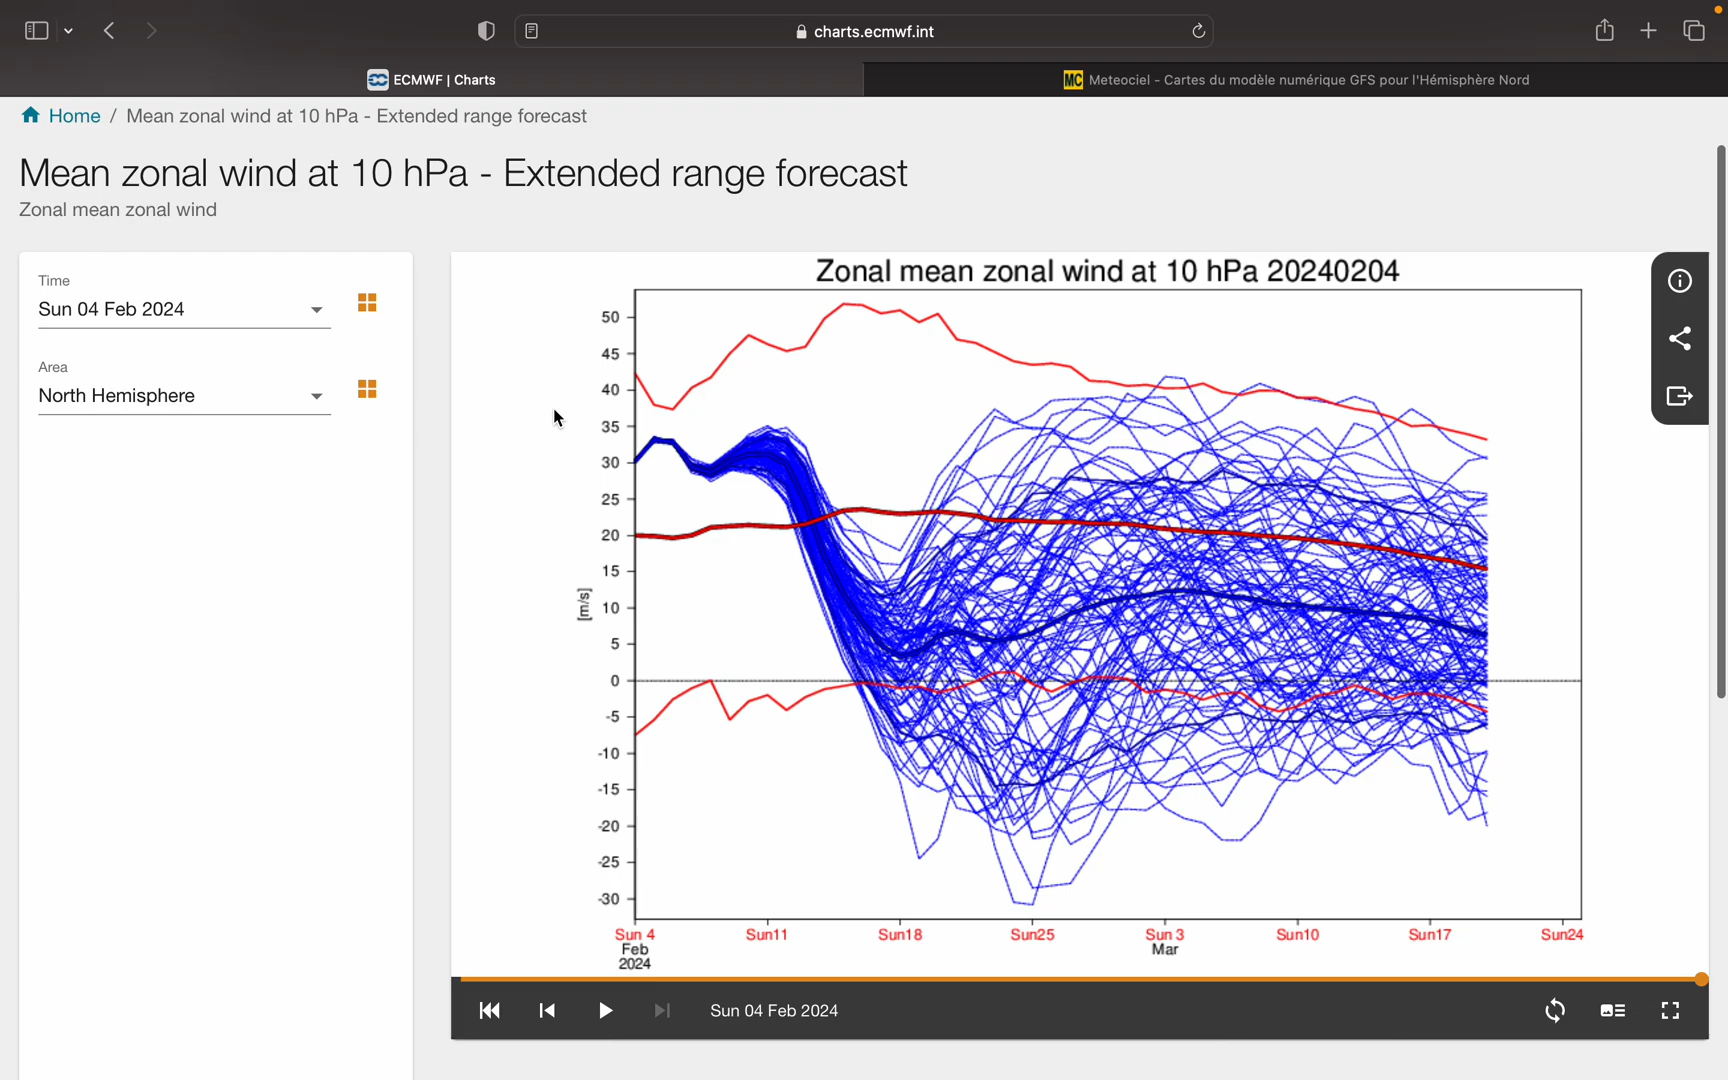 charts.ecmwf.int
ECMWF | Charts
MC Meteociel - Cartes du modèle numérique GFS pour l'Hémisphère Nord
Home / Mean zonal wind at 10 hPa - Extended range forecast
Mean zonal wind at 10 hPa - Extended range forecast
Zonal mean zonal wind
Time
Sun 04 Feb 2024
Area
North Hemisphere
Zonal mean zonal wind at 10 hPa 20240204
50
45
40
35
30
25
20
15
10
5
0
-5
-10
-15
-20
-25
-30
[m/s]
Sun 4 Sun11 Sun18 Sun25 Sun 3 Sun10 Sun17 Sun24
Feb Mar
2024
Sun 04 Feb 2024